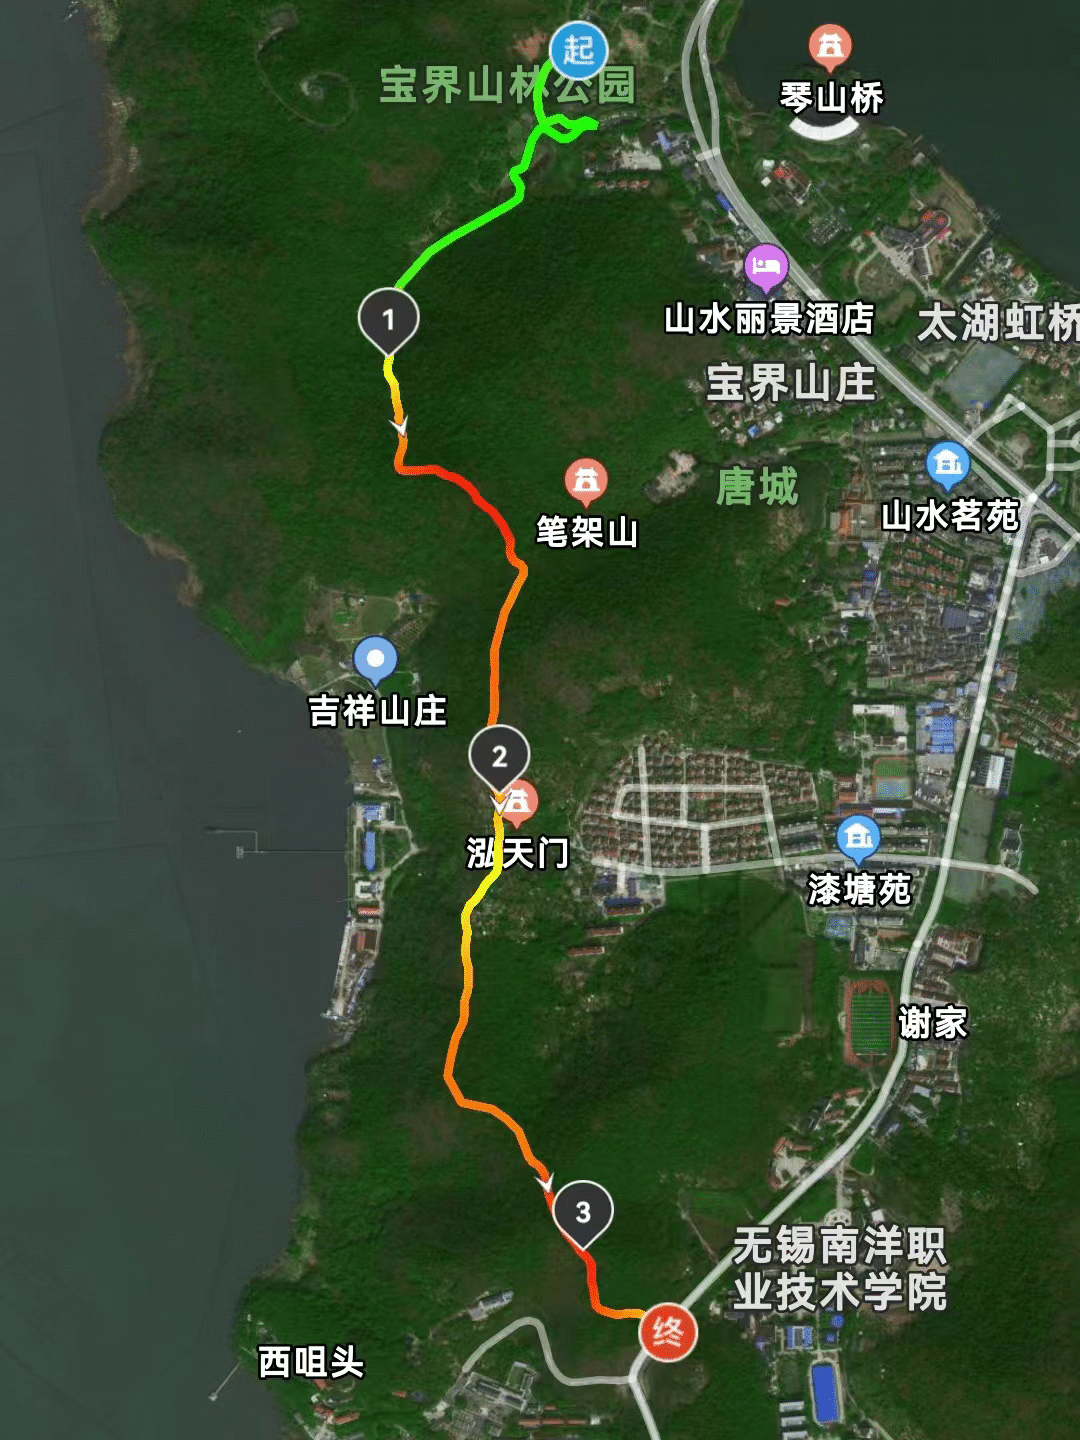 起
宝界山林公园
琴山桥
1
山水丽景酒店
太湖虹桥
宝界山庄
唐城
山水茗苑
笔架山
吉祥山庄
2
泓天门
漆塘苑
谢家
3
无锡南洋职
业技术学院
终
西咀头